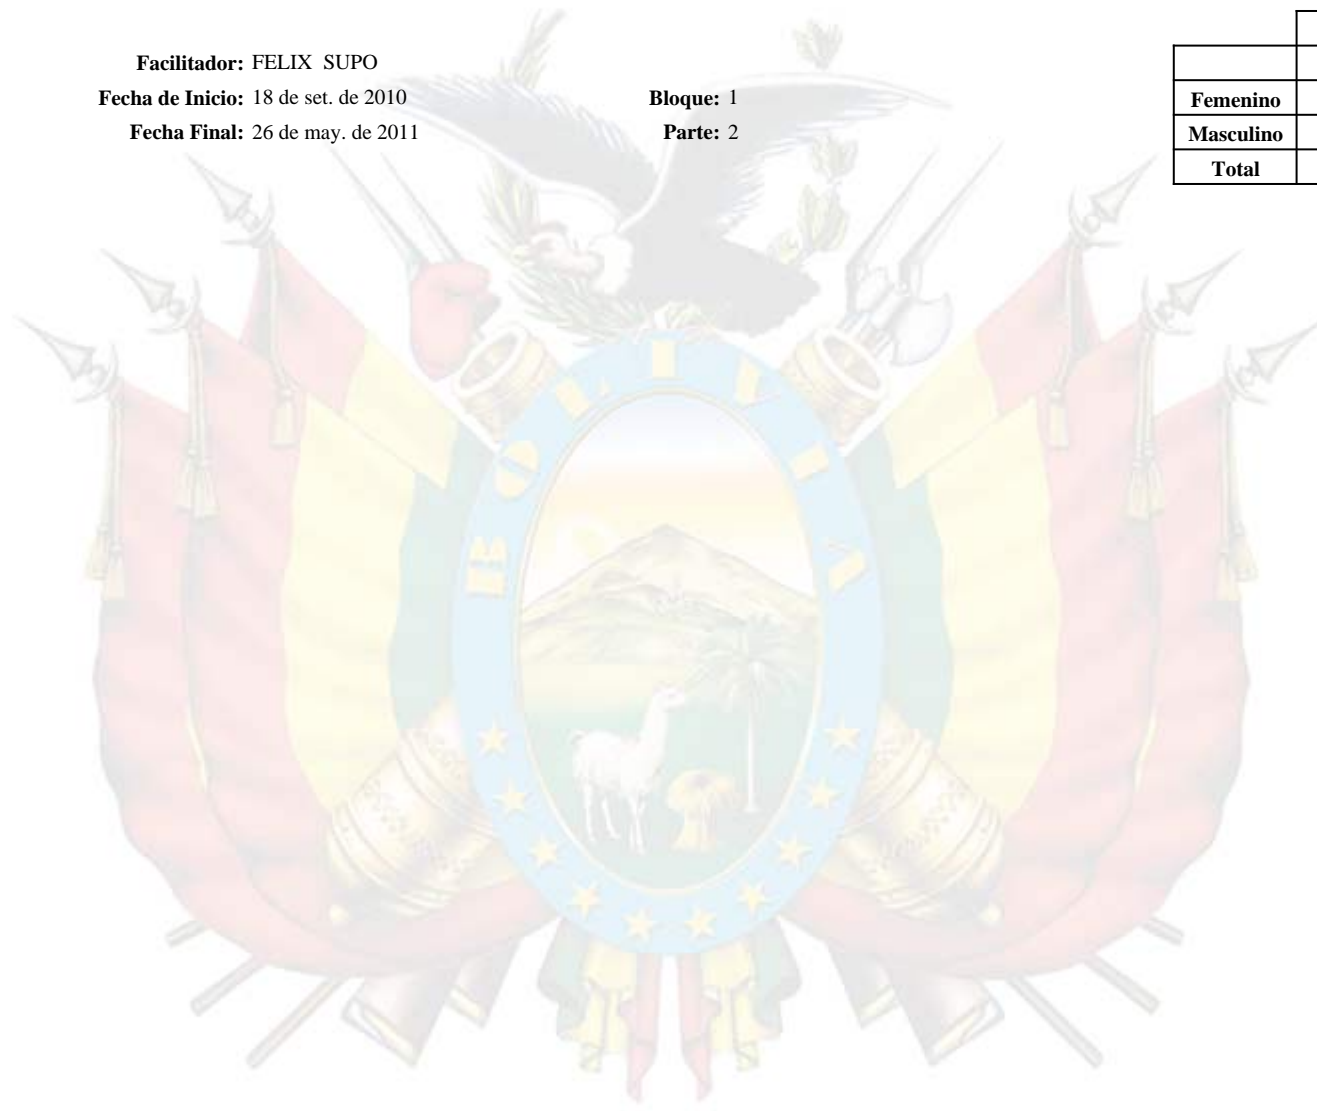 Facilitador: FELIX SUPO
Fecha de Inicio: 18 de set. de 2010 Bloque: 1
Fecha Final: 26 de may. de 2011 Parte: 2
Femenino
Masculino
Total
BOLIVIA